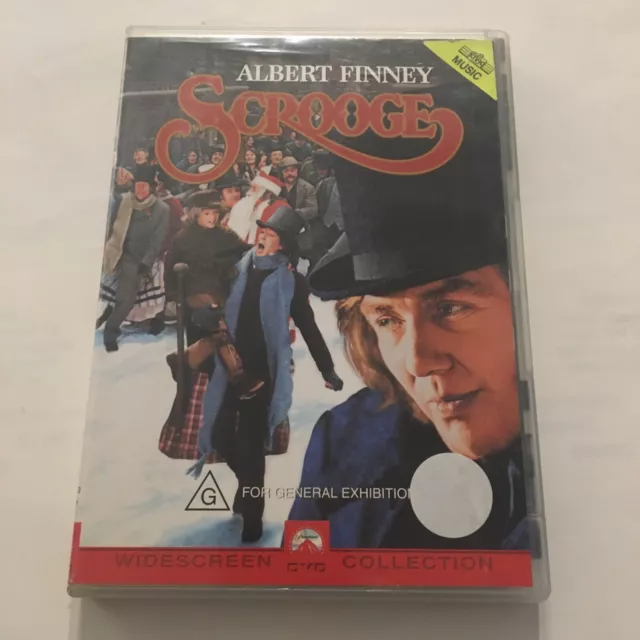 ALBERT FINNEY
SCROOGE
MUSIC
G
FOR GENERAL EXHIBITION
WIDESCREEN DVD COLLECTION